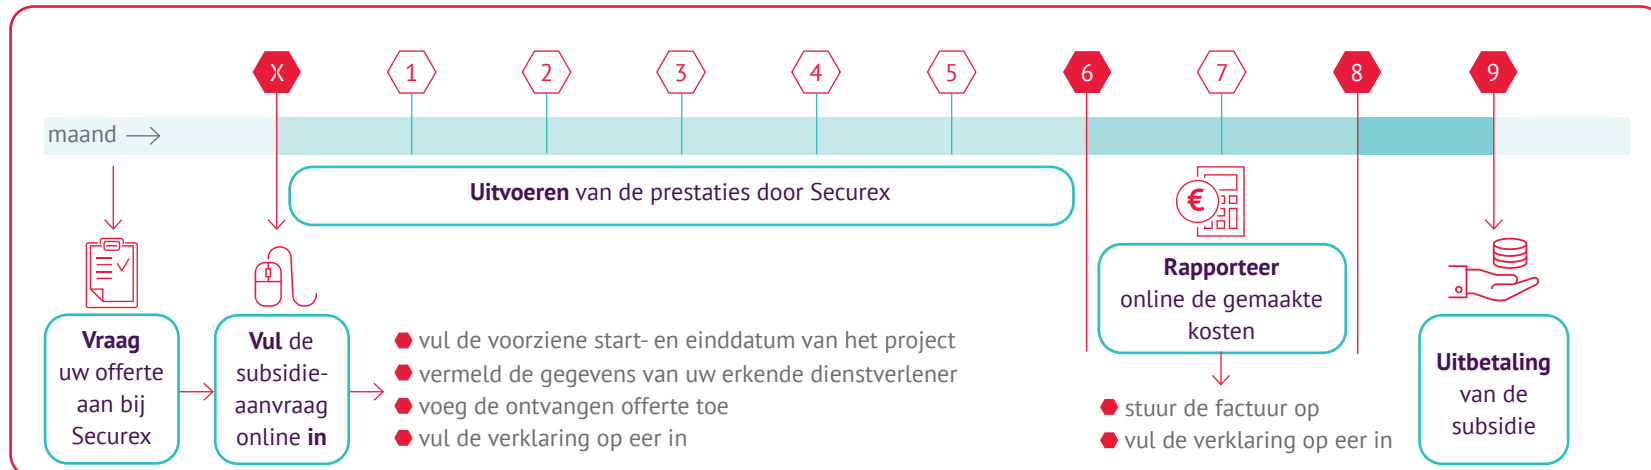 X
1
2
3
4
5
6
7
8
9
maand
Uitvoeren van de prestaties door Securex
€
Vraag
uw offerte
aan bij
Securex
Vul de
subsidie-
aanvraag
online in
vul de voorziene start- en einddatum van het project
vermeld de gegevens van uw erkende dienstverlener
voeg de ontvangen offerte toe
vul de verklaring op eer in
Rapporteer
online de gemaakte
kosten
stuur de factuur op
vul de verklaring op eer in
Uitbetaling
van de
subsidie